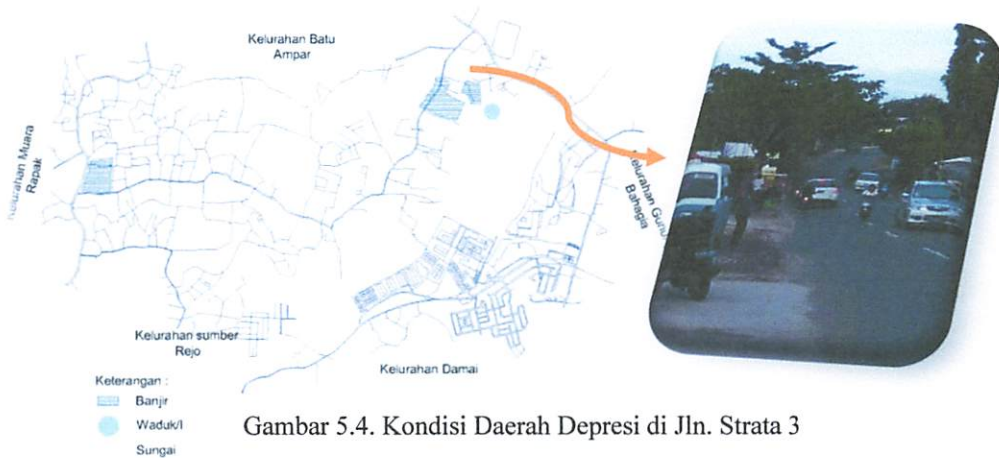 Kelurahan Batu
Ampar
Kelurahan Muara
Rapak
Kelurahan Gunu
Bahagia
Kelurahan sumber
Rejo
Kelurahan Damai
Keterangan :
Banjir
Waduk/l
Sungai
Gambar 5.4. Kondisi Daerah Depresi di Jln. Strata 3